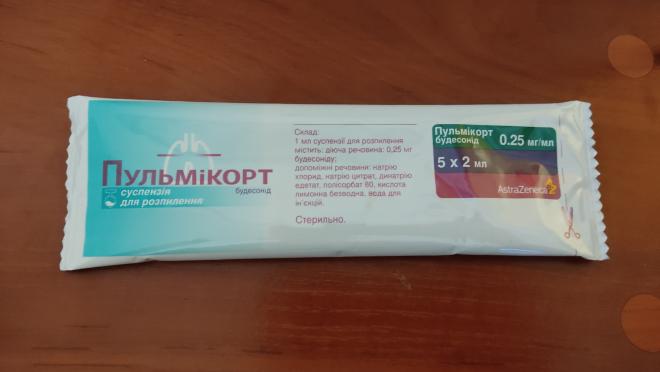 Пульмікорт
будесонід
суспензія
для розпилення
Склад:
1 мл суспензії для розпилення
містить: діюча речовина: 0,25 мг
будесоніду;
допоміжні речовини: натрію
хлорид, натрію цитрат, динатрію
едетат, полісорбат 80, кислота
лимонна безводна, вода для
ін’єкцій.
Стерильно.
Пульмікорт
будесонід
0.25 мг/мл
5 x 2 мл
AstraZeneca